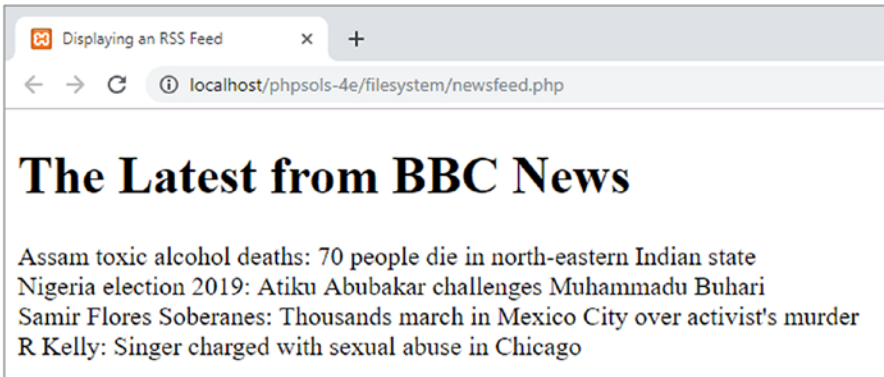 Displaying an RSS Feed
localhost/phpsols-4e/filesystem/newsfeed.php
The Latest from BBC News
Assam toxic alcohol deaths: 70 people die in north-eastern Indian state
Nigeria election 2019: Atiku Abubakar challenges Muhammadu Buhari
Samir Flores Soberanes: Thousands march in Mexico City over activist's murder
R Kelly: Singer charged with sexual abuse in Chicago